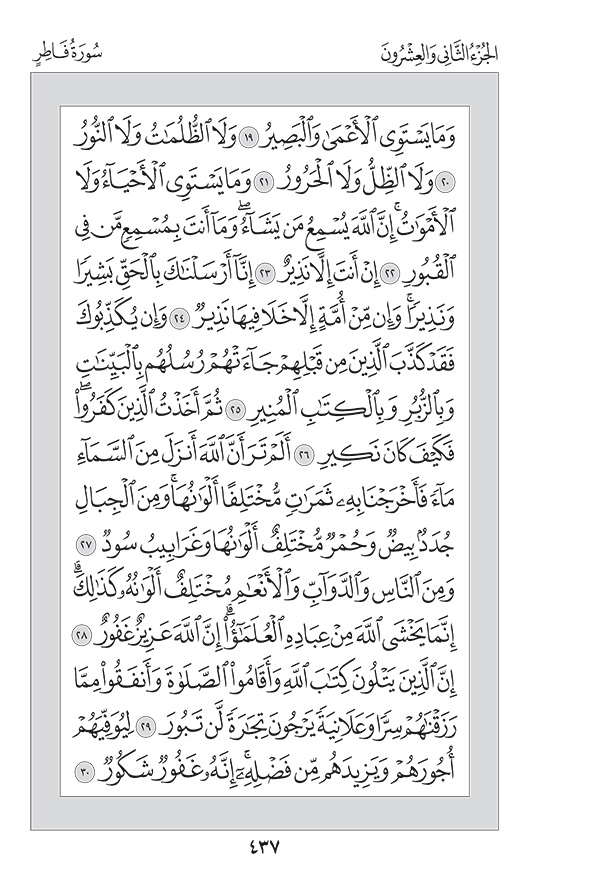 الجُزْءُ الثَّانِي وَالعِشْرُونَ
سُورَةُ فَاطِرٍ
وَمَا يَسْتَوِي ٱلْأَعْمَىٰ وَٱلْبَصِيرُ ١٩ وَلَا ٱلظُّلُمَٰتُ وَلَا ٱلنُّورُ
٢٠ وَلَا ٱلظِّلُّ وَلَا ٱلْحَرُورُ ٢١ وَمَا يَسْتَوِي ٱلْأَحْيَآءُ وَلَا
ٱلْأَمْوَٰتُۚ إِنَّ ٱللَّهَ يُسْمِعُ مَن يَشَآءُۖ وَمَآ أَنتَ بِمُسْمِعٍ مَّن فِي
ٱلْقُبُورِ ٢٢ إِنْ أَنتَ إِلَّا نَذِيرٌ ٢٣ إِنَّآ أَرْسَلْنَٰكَ بِٱلْحَقِّ بَشِيرًا
وَنَذِيرًاۚ وَإِن مِّنْ أُمَّةٍ إِلَّا خَلَا فِيهَا نَذِيرٌ ٢٤ وَإِن يُكَذِّبُوكَ
فَقَدْ كَذَّبَ ٱلَّذِينَ مِن قَبْلِهِمْ جَآءَتْهُمْ رُسُلُهُم بِٱلْبَيِّنَٰتِ
وَبِٱلزُّبُرِ وَبِٱلْكِتَٰبِ ٱلْمُنِيرِ ٢٥ ثُمَّ أَخَذْتُ ٱلَّذِينَ كَفَرُوا۟ۖ
فَكَيْفَ كَانَ نَكِيرِ ٢٦ أَلَمْ تَرَ أَنَّ ٱللَّهَ أَنزَلَ مِنَ ٱلسَّمَآءِ
مَآءً فَأَخْرَجْنَا بِهِۦ ثَمَرَٰتٍ مُّخْتَلِفًا أَلْوَٰنُهَاۚ وَمِنَ ٱلْجِبَالِ
جُدَدٌۢ بِيضٌ وَحُمْرٌ مُّخْتَلِفٌ أَلْوَٰنُهَا وَغَرَابِيبُ سُودٌ ٢٧
وَمِنَ ٱلنَّاسِ وَٱلدَّوَآبِّ وَٱلْأَنْعَٰمِ مُخْتَلِفٌ أَلْوَٰنُهُۥ كَذَٰلِكَۗ
إِنَّمَا يَخْشَى ٱللَّهَ مِنْ عِبَادِهِ ٱلْعُلَمَٰٓؤُا۟ۗ إِنَّ ٱللَّهَ عَزِيزٌ غَفُورٌ ٢٨
إِنَّ ٱلَّذِينَ يَتْلُونَ كِتَٰبَ ٱللَّهِ وَأَقَامُوا۟ ٱلصَّلَوٰةَ وَأَنفَقُوا۟ مِمَّا
رَزَقْنَٰهُمْ سِرًّا وَعَلَانِيَةً يَرْجُونَ تِجَٰرَةً لَّن تَبُورَ ٢٩ لِيُوَفِّيَهُمْ
أُجُورَهُمْ وَيَزِيدَهُم مِّن فَضْلِهِۦٓۚ إِنَّهُۥ غَفُورٌ شَكُورٌ ٣٠
٤٣٧